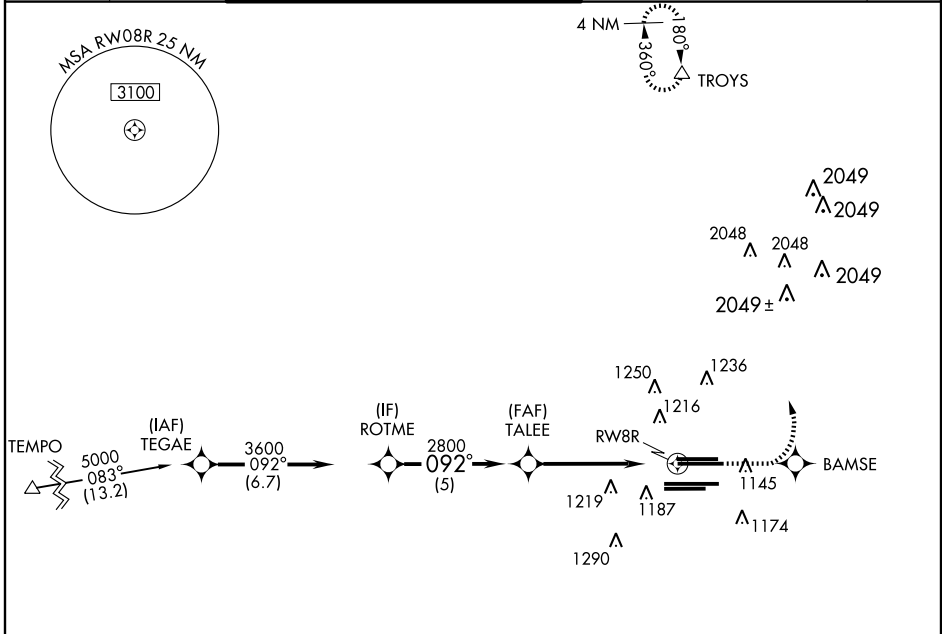 MSA RW08R 25 NM
3100
4 NM
360°
180°
TROYS
2049
2049
2048
2048
2049
2049 ±
1250
1236
1216
(IAF)
TEGAE
(IF)
ROTME
(FAF)
TALEE
RW8R
TEMPO
5000
083°
(13.2)
3600
092°
(6.7)
2800
092°
(5)
BAMSE
1145
1219
1187
1174
1290